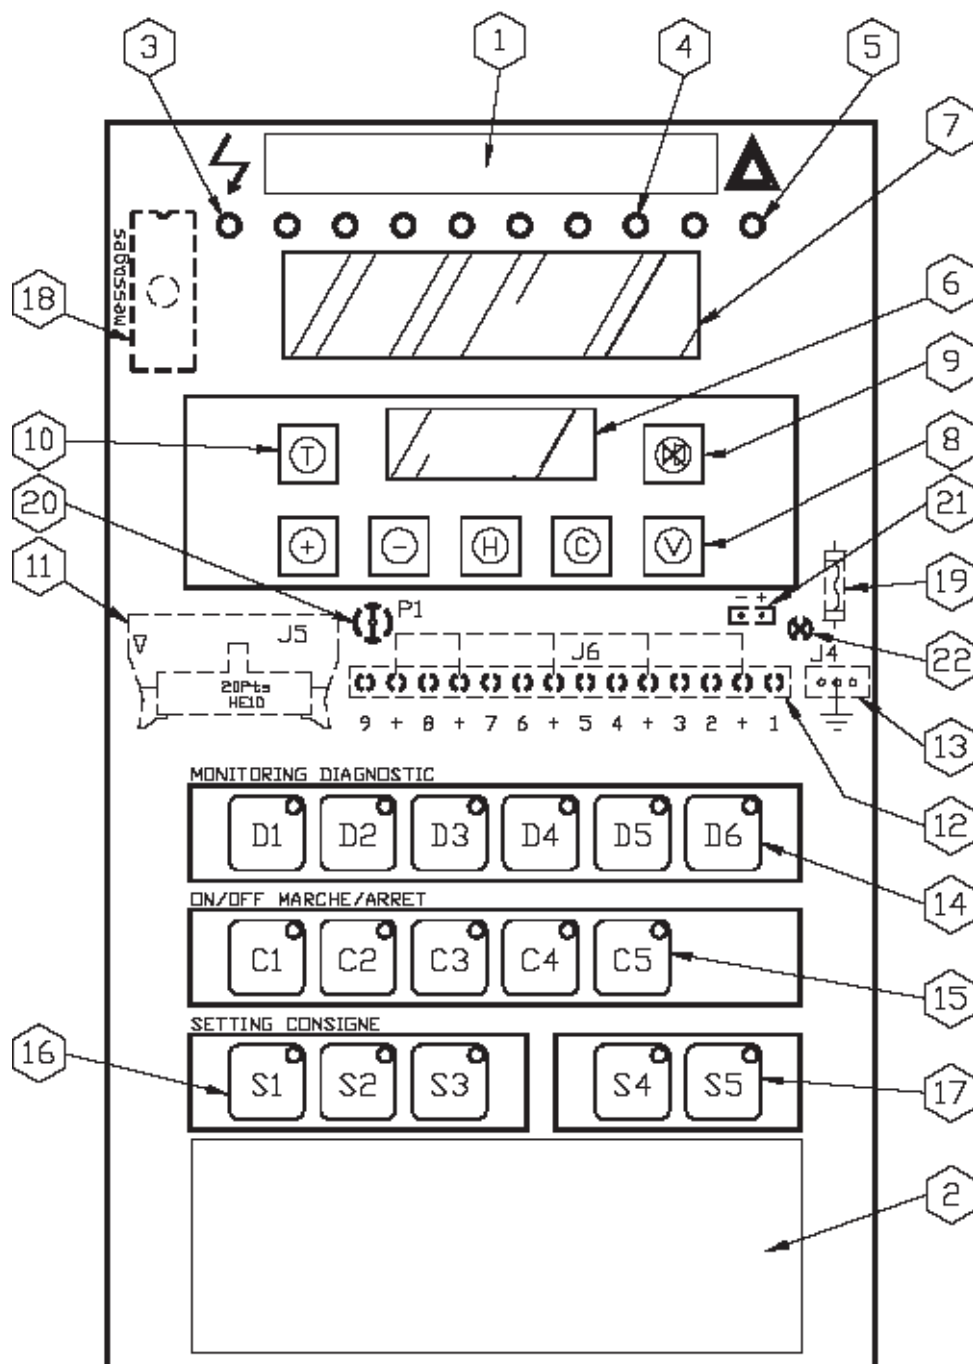 3 1 4 5
7
messages
18
6
9
10 T
8
20
21
+ - H C V
11
19
P1 - +
J5 J6 J4
22
20Pts
HE10
9 + 8 + 7 6 + 5 4 + 3 2 + 1
13
MONITORING DIAGNOSTIC
12
D1 D2 D3 D4 D5 D6
ON/OFF MARCHE/ARRET
14
C1 C2 C3 C4 C5
15
SETTING CONSIGNE
16
S1 S2 S3 S4 S5
17
2